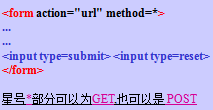 <form action="url" method=*>
...
...
<input type=submit> <input type=reset>
</form>
星号*部分可以为GET,也可以是 POST